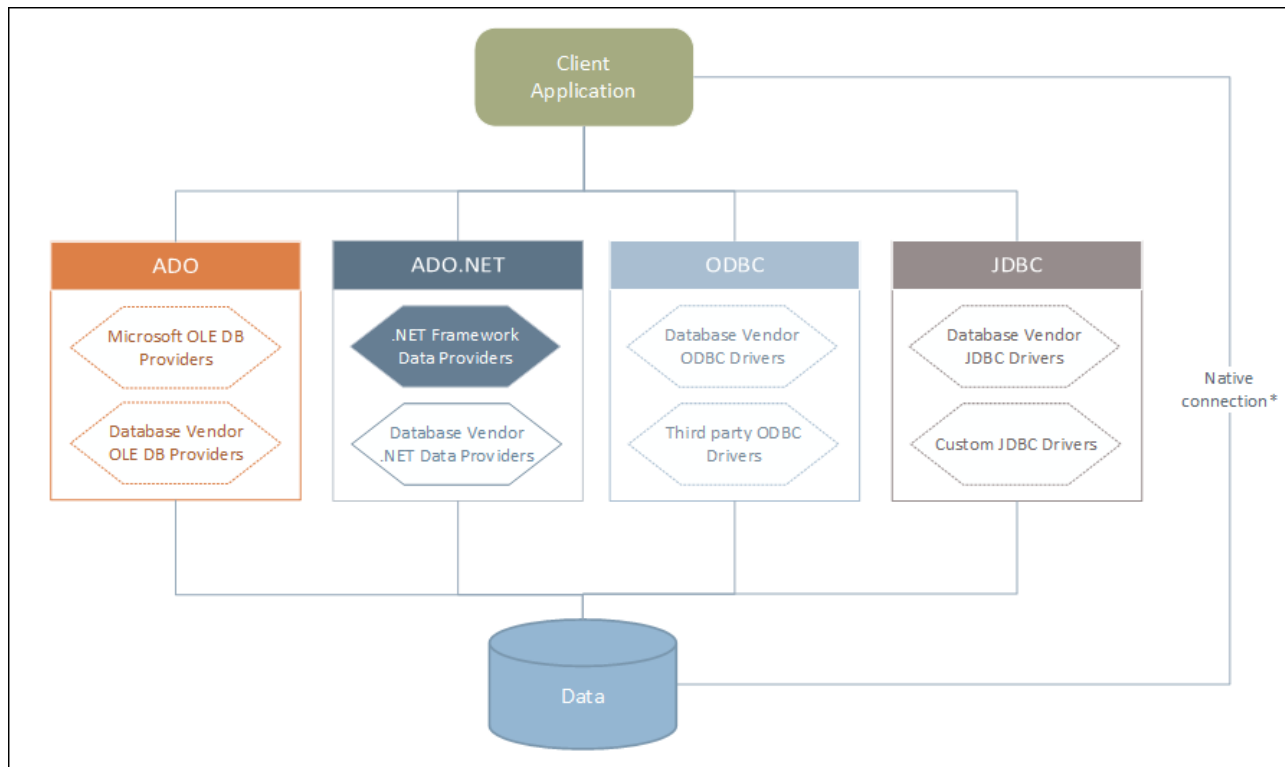 Client
Application
ADO
ADO.NET
ODBC
JDBC
Microsoft OLE DB
Providers
Database Vendor
OLE DB Providers
.NET Framework
Data Providers
Database Vendor
.NET Data Providers
Database Vendor
ODBC Drivers
Third party ODBC
Drivers
Database Vendor
JDBC Drivers
Custom JDBC Drivers
Native
connection*
Data